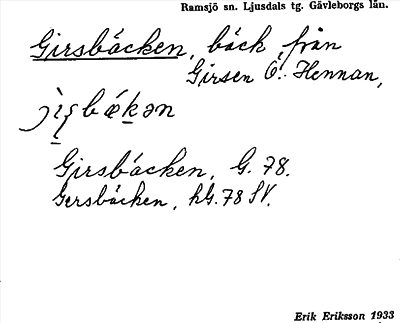 Ramsjö sn. Ljusdals tg. Gävleborgs län.
Girsbäcken, bäck från
Girsen Ö. Hennan,
Girsbäcken, G. 78.
Gersbäcken, hG. 78 SV.
Erik Eriksson 1933